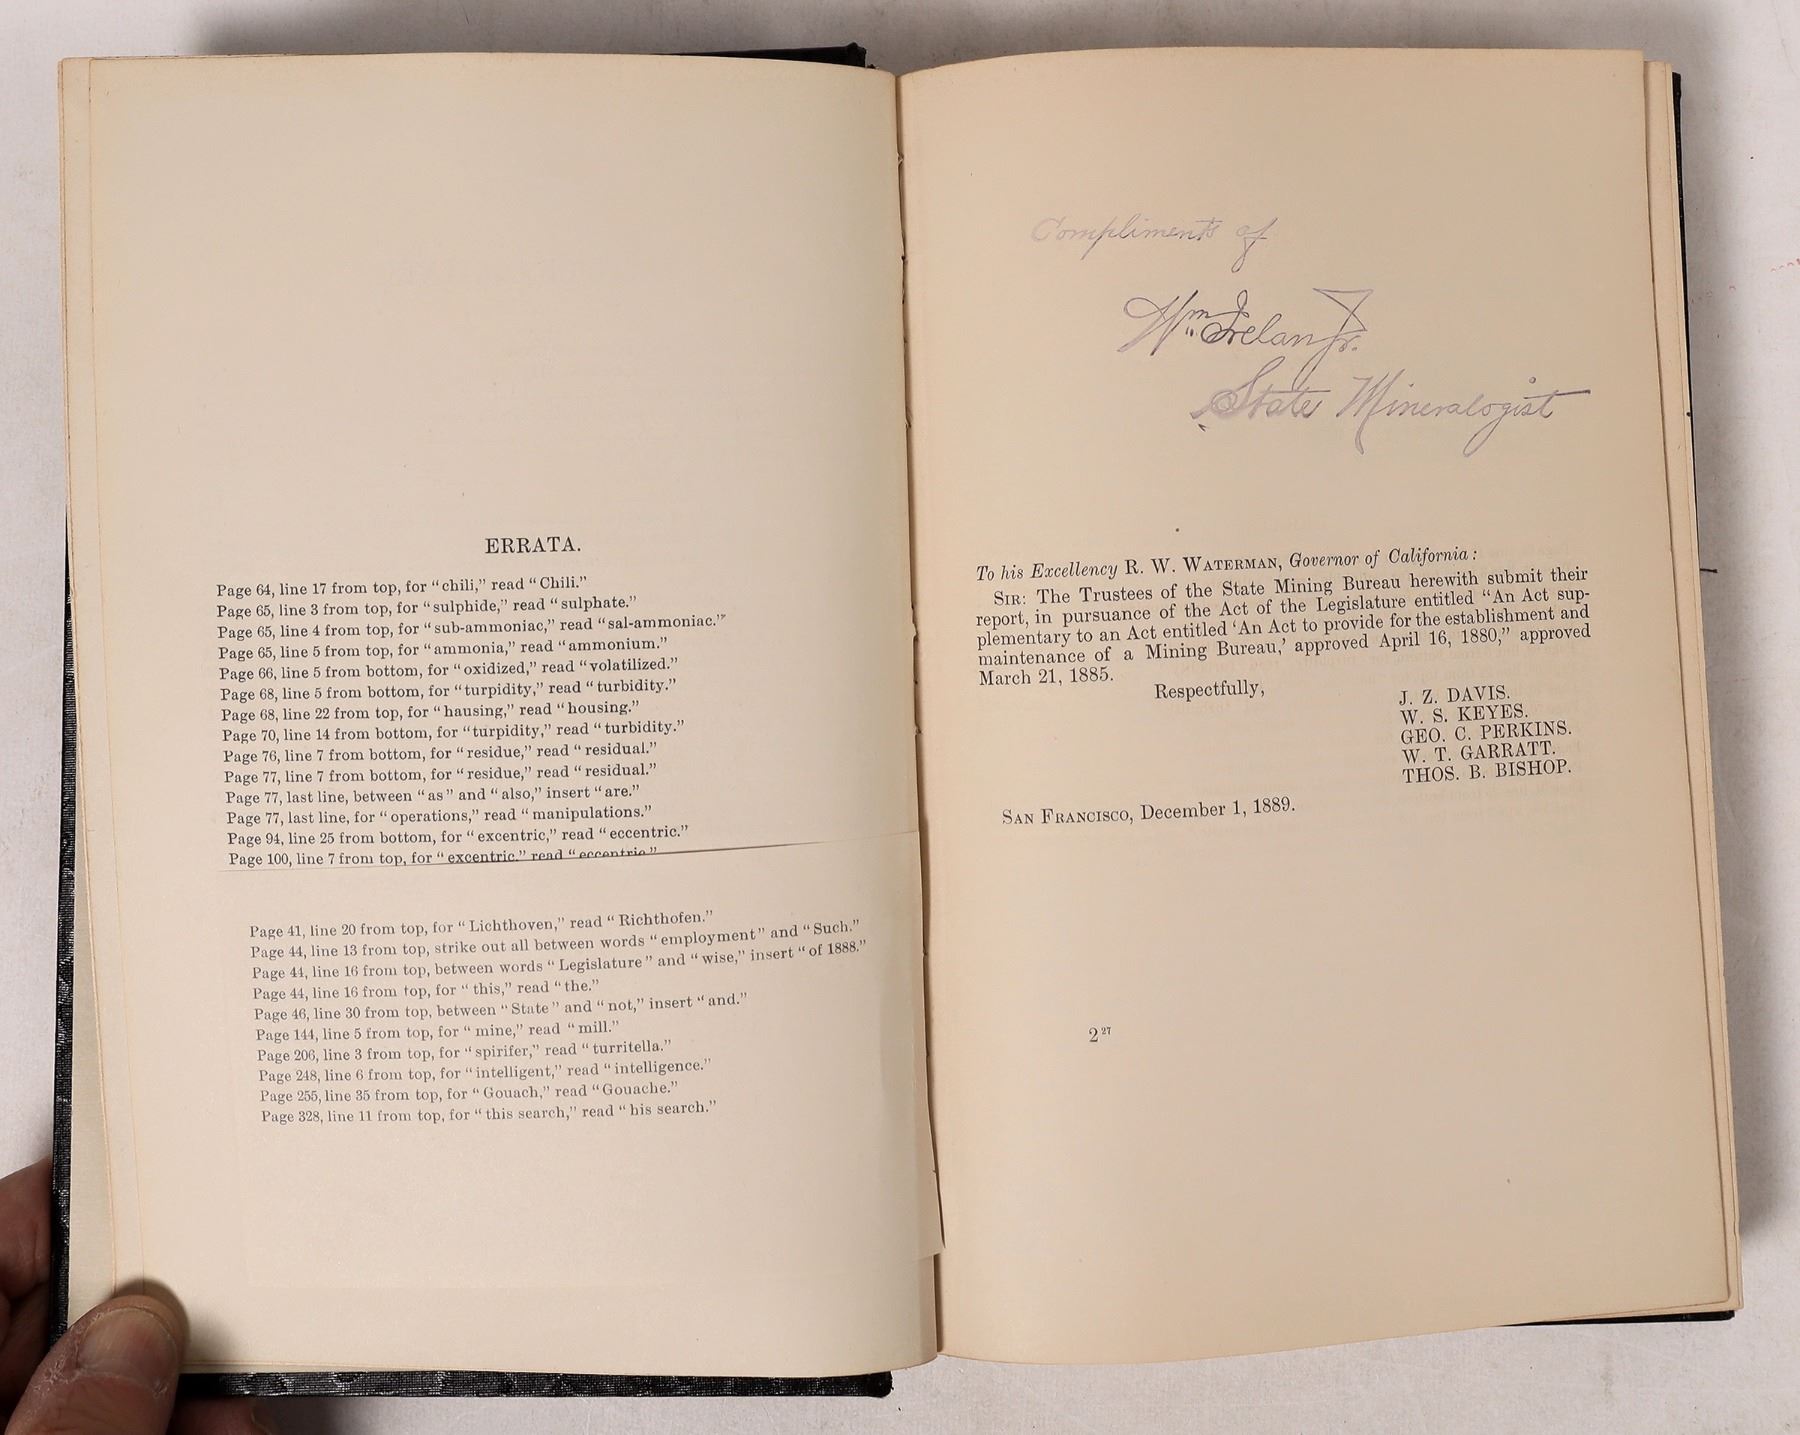 ERRATA.
Page 64, line 17 from top, for “chili,” read “Chili.”
Page 65, line 3 from top, for “sulphide,” read “sulphate.”
Page 65, line 4 from top, for “sub-ammoniac,” read “sal-ammoniac.”
Page 65, line 5 from top, for “ammonia,” read “ammonium.”
Page 66, line 5 from bottom, for “oxidized,” read “volatilized.”
Page 68, line 5 from bottom, for “turpidity,” read “turbidity.”
Page 68, line 22 from top, for “hausing,” read “housing.”
Page 70, line 14 from bottom, for “turpidity,” read “turbidity.”
Page 76, line 7 from bottom, for “residue,” read “residual.”
Page 77, line 7 from bottom, for “residue,” read “residual.”
Page 77, last line, between “as” and “also,” insert “are.”
Page 77, last line, for “operations,” read “manipulations.”
Page 94, line 25 from bottom, for “excentric,” read “eccentric.”
Page 100, line 7 from top, for “excentric,” read “eccentric.”
Page 41, line 20 from top, for “Lichthoven,” read “Richthofen.”
Page 44, line 13 from top, strike out all between words “employment” and “Such.”
Page 44, line 16 from top, between words “Legislature” and “wise,” insert “of 1888.”
Page 44, line 16 from top, for “this,” read “the.”
Page 46, line 30 from top, between “State” and “not,” insert “and.”
Page 144, line 5 from top, for “mine,” read “mill.”
Page 206, line 3 from top, for “spirifer,” read “turritella.”
Page 248, line 6 from top, for “intelligent,” read “intelligence.”
Page 255, line 35 from top, for “Gouach,” read “Gouache.”
Page 328, line 11 from top, for “this search,” read “his search.”
Compliments of
Wm Irelan Jr.
State Mineralogist
To his Excellency R. W. WATERMAN, Governor of California:
SIR: The Trustees of the State Mining Bureau herewith submit their
report, in pursuance of the Act of the Legislature entitled “An Act sup-
plementary to an Act entitled ‘An Act to provide for the establishment and
maintenance of a Mining Bureau,’ approved April 16, 1880,” approved
March 21, 1885.
Respectfully,
J. Z. DAVIS.
W. S. KEYES.
GEO. C. PERKINS.
W. T. GARRATT.
THOS. B. BISHOP.
SAN FRANCISCO, December 1, 1889.
2 27